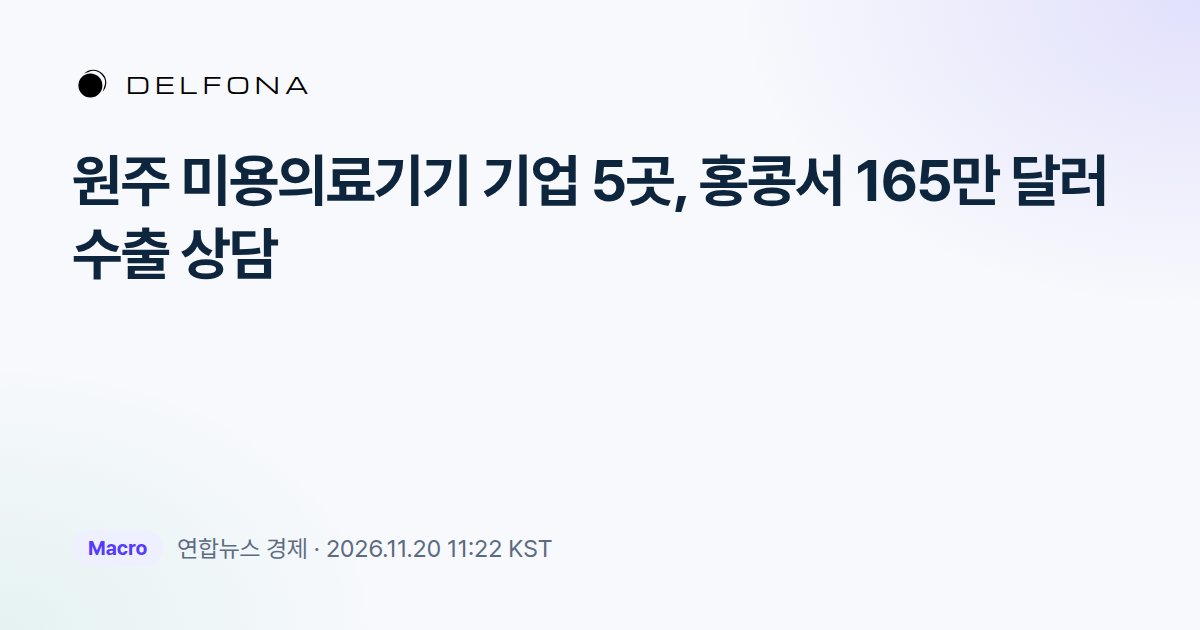 DELFONA
원주 미용의료기기 기업 5곳, 홍콩서 165만 달러
수출 상담
Macro 연합뉴스 경제 · 2026.11.20 11:22 KST